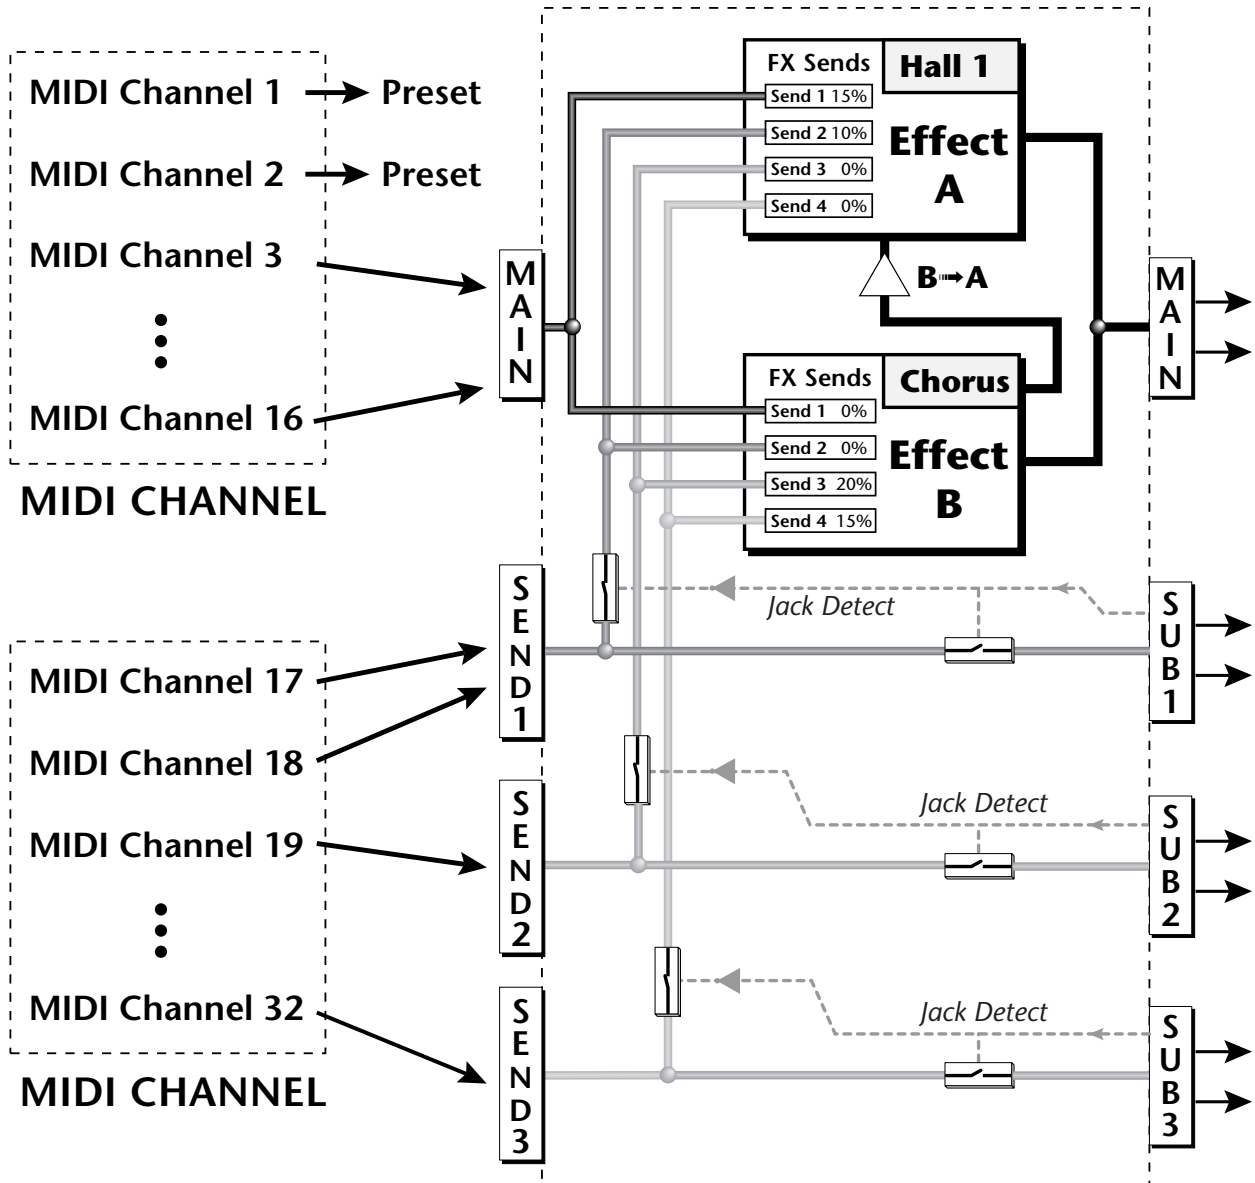 MIDI Channel 1
Preset
MIDI Channel 2
Preset
MIDI Channel 3
MIDI Channel 16
MIDI CHANNEL
MAIN
FX Sends
Hall 1
Send 1 15%
Send 2 10%
Send 3 0%
Send 4 0%
Effect
A
B A
FX Sends
Chorus
Send 1 0%
Send 2 0%
Send 3 20%
Send 4 15%
Effect
B
MAIN
MIDI Channel 17
MIDI Channel 18
MIDI Channel 19
MIDI Channel 32
MIDI CHANNEL
SEND1
Jack Detect
SUB1
SEND2
Jack Detect
SUB2
SEND3
Jack Detect
SUB3